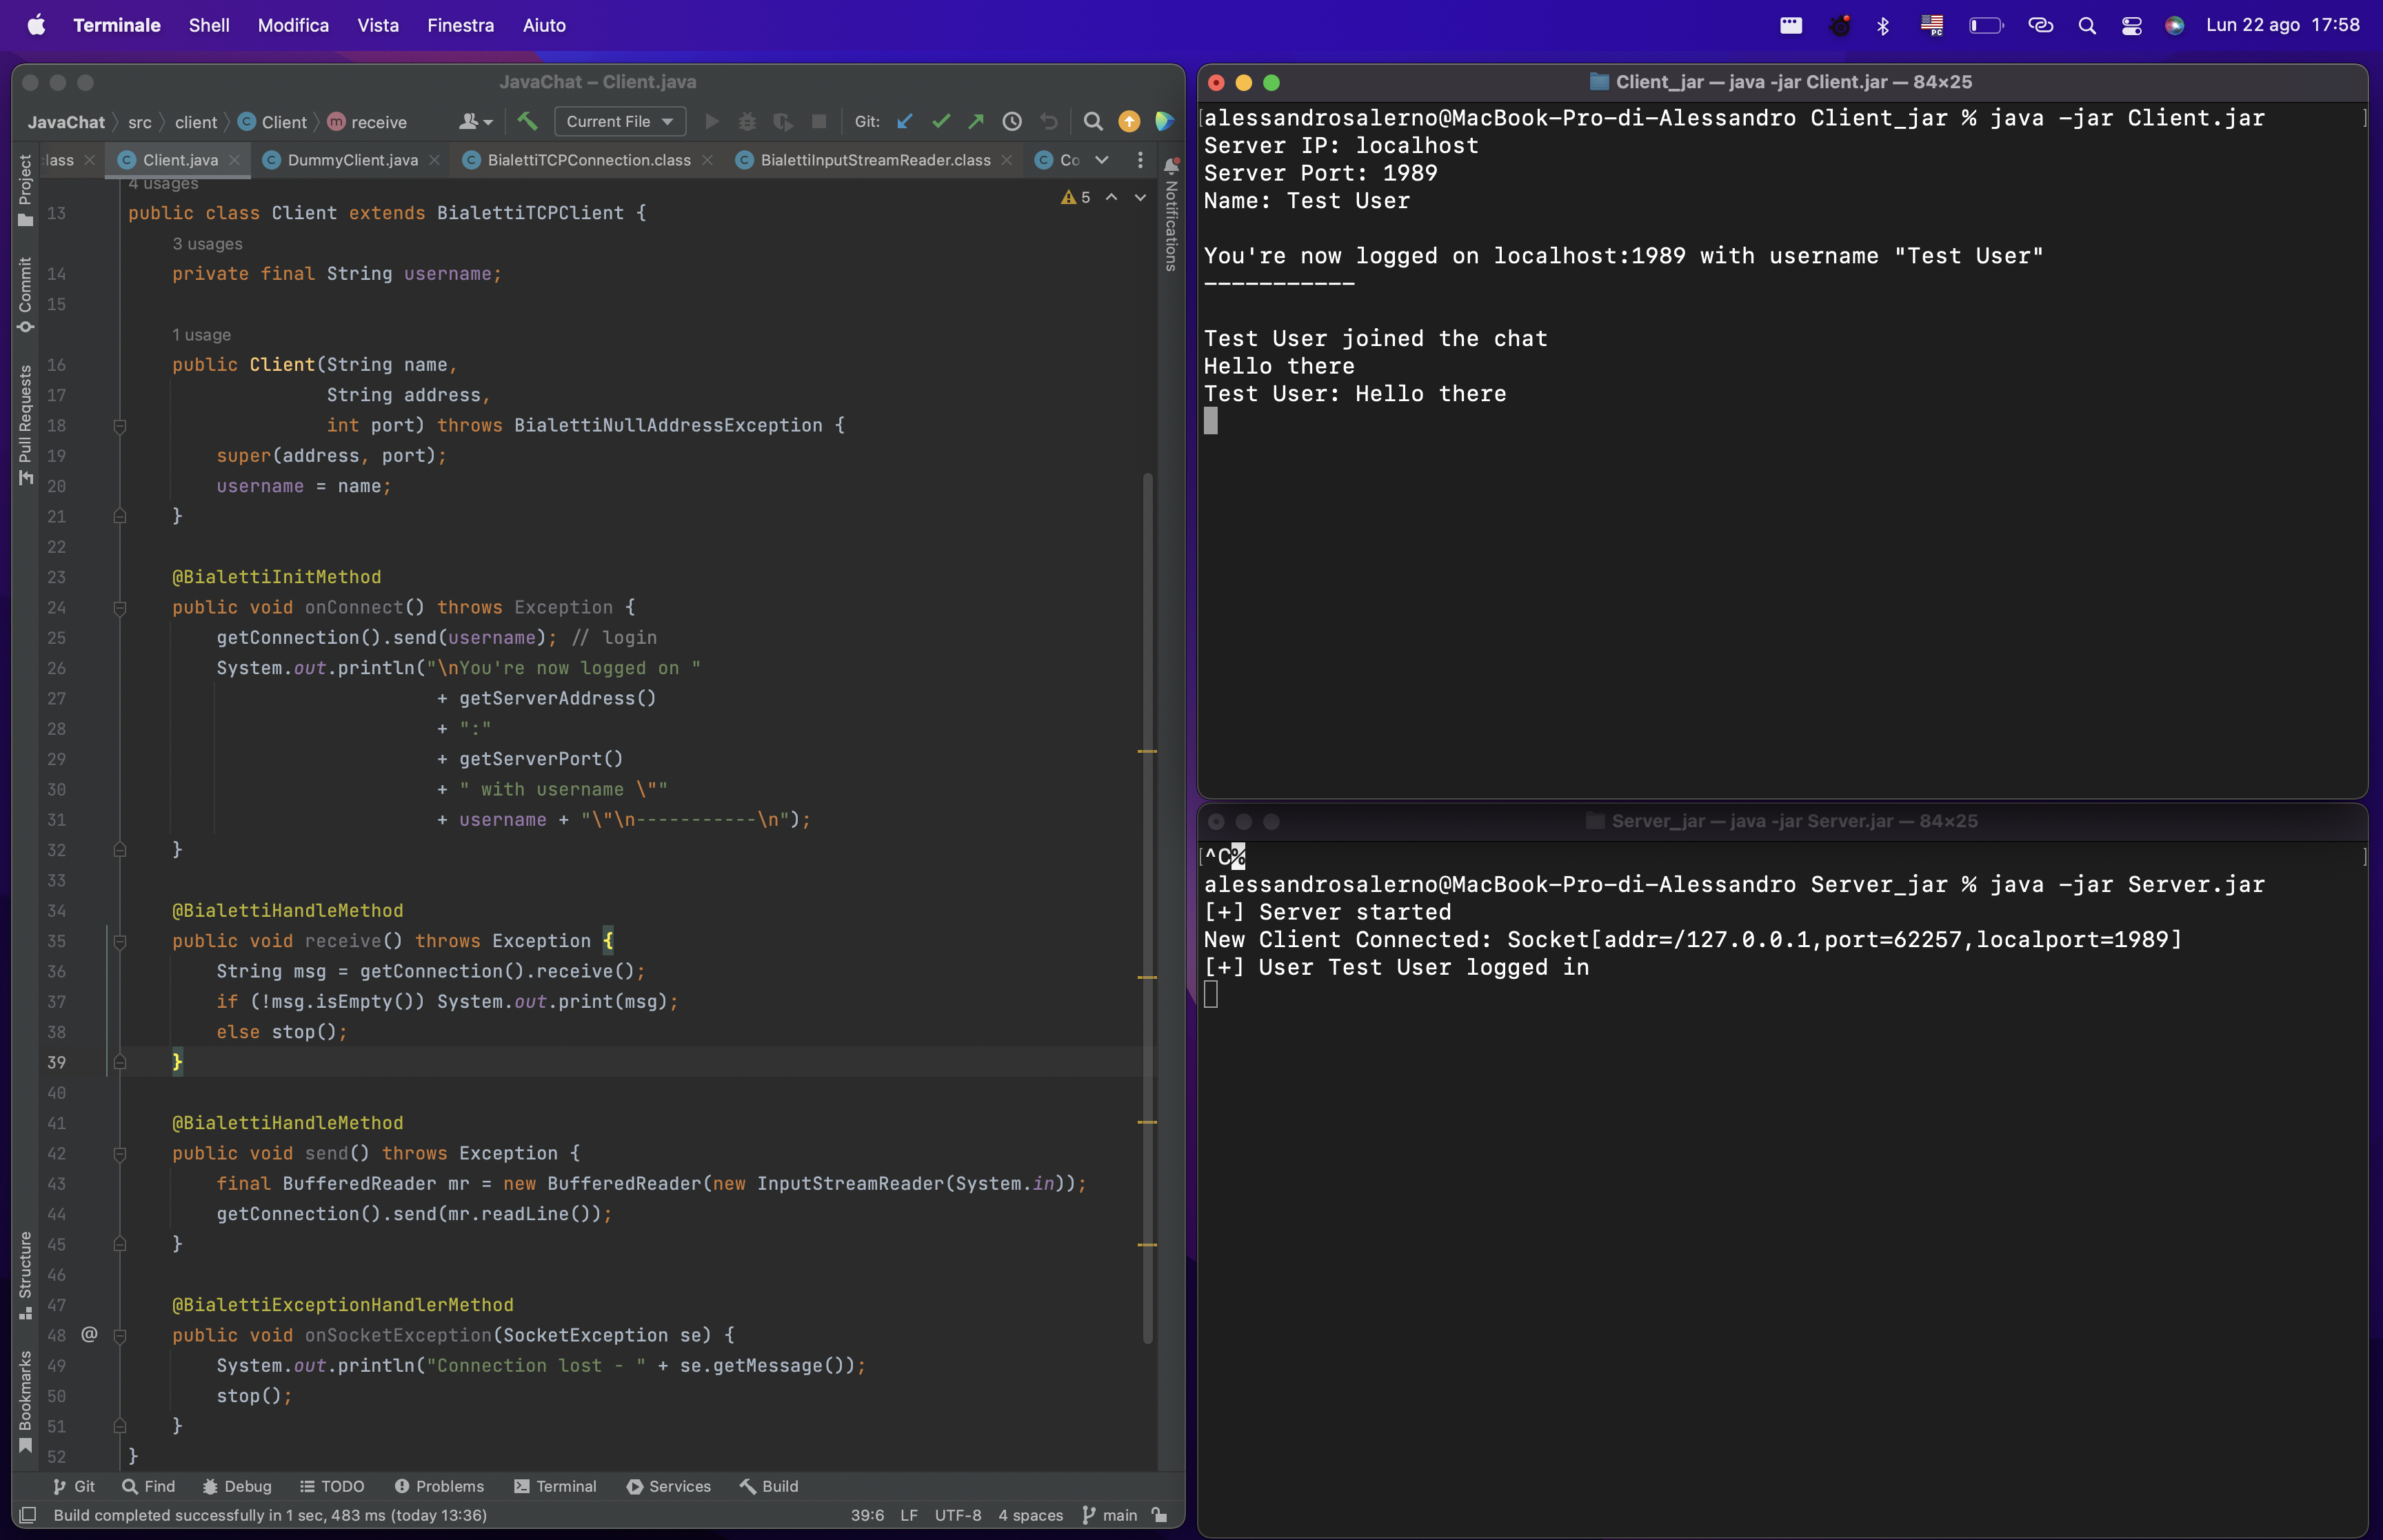 Terminale Shell Modifica Vista Finestra Aiuto
Lun 22 ago 17:58
JavaChat – Client.java
JavaChat src client Client receive
Current File
Git:
lass Client.java DummyClient.java BialettiTCPConnection.class BialettiInputStreamReader.class Co
Project
Commit
Pull Requests
Structure
Bookmarks
Notifications
5
4 usages
13 public class Client extends BialettiTCPClient {
3 usages
14 private final String username;
15
1 usage
16 public Client(String name,
17 String address,
18 int port) throws BialettiNullAddressException {
19 super(address, port);
20 username = name;
21 }
22
23 @BialettiInitMethod
24 public void onConnect() throws Exception {
25 getConnection().send(username); // login
26 System.out.println("\nYou're now logged on "
27 + getServerAddress()
28 + ":"
29 + getServerPort()
30 + " with username \""
31 + username + "\"\n-----------\n");
32 }
33
34 @BialettiHandleMethod
35 public void receive() throws Exception {
36 String msg = getConnection().receive();
37 if (!msg.isEmpty()) System.out.print(msg);
38 else stop();
39 }
40
41 @BialettiHandleMethod
42 public void send() throws Exception {
43 final BufferedReader mr = new BufferedReader(new InputStreamReader(System.in));
44 getConnection().send(mr.readLine());
45 }
46
47 @BialettiExceptionHandlerMethod
48 @ public void onSocketException(SocketException se) {
49 System.out.println("Connection lost - " + se.getMessage());
50 stop();
51 }
52 }
Git Find Debug TODO Problems Terminal Services Build
Build completed successfully in 1 sec, 483 ms (today 13:36) 39:6 LF UTF-8 4 spaces main
Client_jar — java -jar Client.jar — 84×25
[alessandrosalerno@MacBook-Pro-di-Alessandro Client_jar % java -jar Client.jar ]
Server IP: localhost
Server Port: 1989
Name: Test User
You're now logged on localhost:1989 with username "Test User"
-----------
Test User joined the chat
Hello there
Test User: Hello there
Server_jar — java -jar Server.jar — 84×25
[^C% ]
alessandrosalerno@MacBook-Pro-di-Alessandro Server_jar % java -jar Server.jar
[+] Server started
New Client Connected: Socket[addr=/127.0.0.1,port=62257,localport=1989]
[+] User Test User logged in